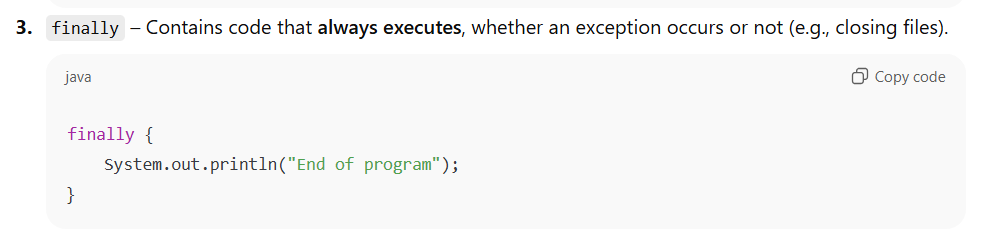 3. finally – Contains code that always executes, whether an exception occurs or not (e.g., closing files).
java
Copy code
finally {
    System.out.println("End of program");
}